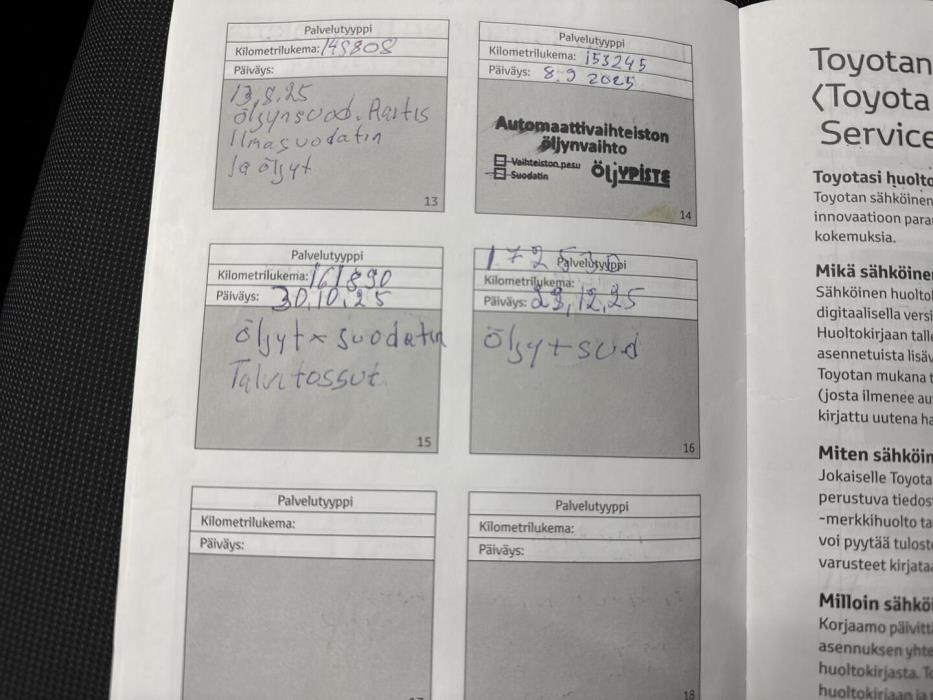 Palvelutyyppi
Kilometrilukema: 149808
Päiväys:
13,8.25
Öljynsuod. Raitis
Ilmasuodatin
ja öljyt
13
Palvelutyyppi
Kilometrilukema: 153245
Päiväys: 8.9 2025
Automaattivaihteiston
öljynvaihto
Vaihteiston pesu
Suodatin
ÖljYPISTE
14
Palvelutyyppi
Kilometrilukema: 161890
Päiväys: 30.10.25
Öljyt x suodatin
Talvitossut
15
Palvelutyyppi
Kilometrilukema:
Päiväys: 23,12,25
Öljyt + suod
16
Palvelutyyppi
Kilometrilukema:
Päiväys:
Palvelutyyppi
Kilometrilukema:
Päiväys:
18
Toyotan
(Toyota
Service
Toyotasi huolto
Toyotan sähköinen
innovaatioon para
kokemuksia.
Mikä sähköine
Sähköinen huolto
digitaalisella versi
Huoltokirjaan talle
asennetuista lisäv
Toyotan mukana t
(josta ilmenee au
kirjattu uutena ha
Miten sähköin
Jokaiselle Toyota
perustuva tiedos
-merkkihuolto ta
voi pyytää tulost
varusteet kirjata
Milloin sähkö
Korjaamo päivitt
asennuksen yhte
huoltokirjasta. T
huoltokirjaan ja